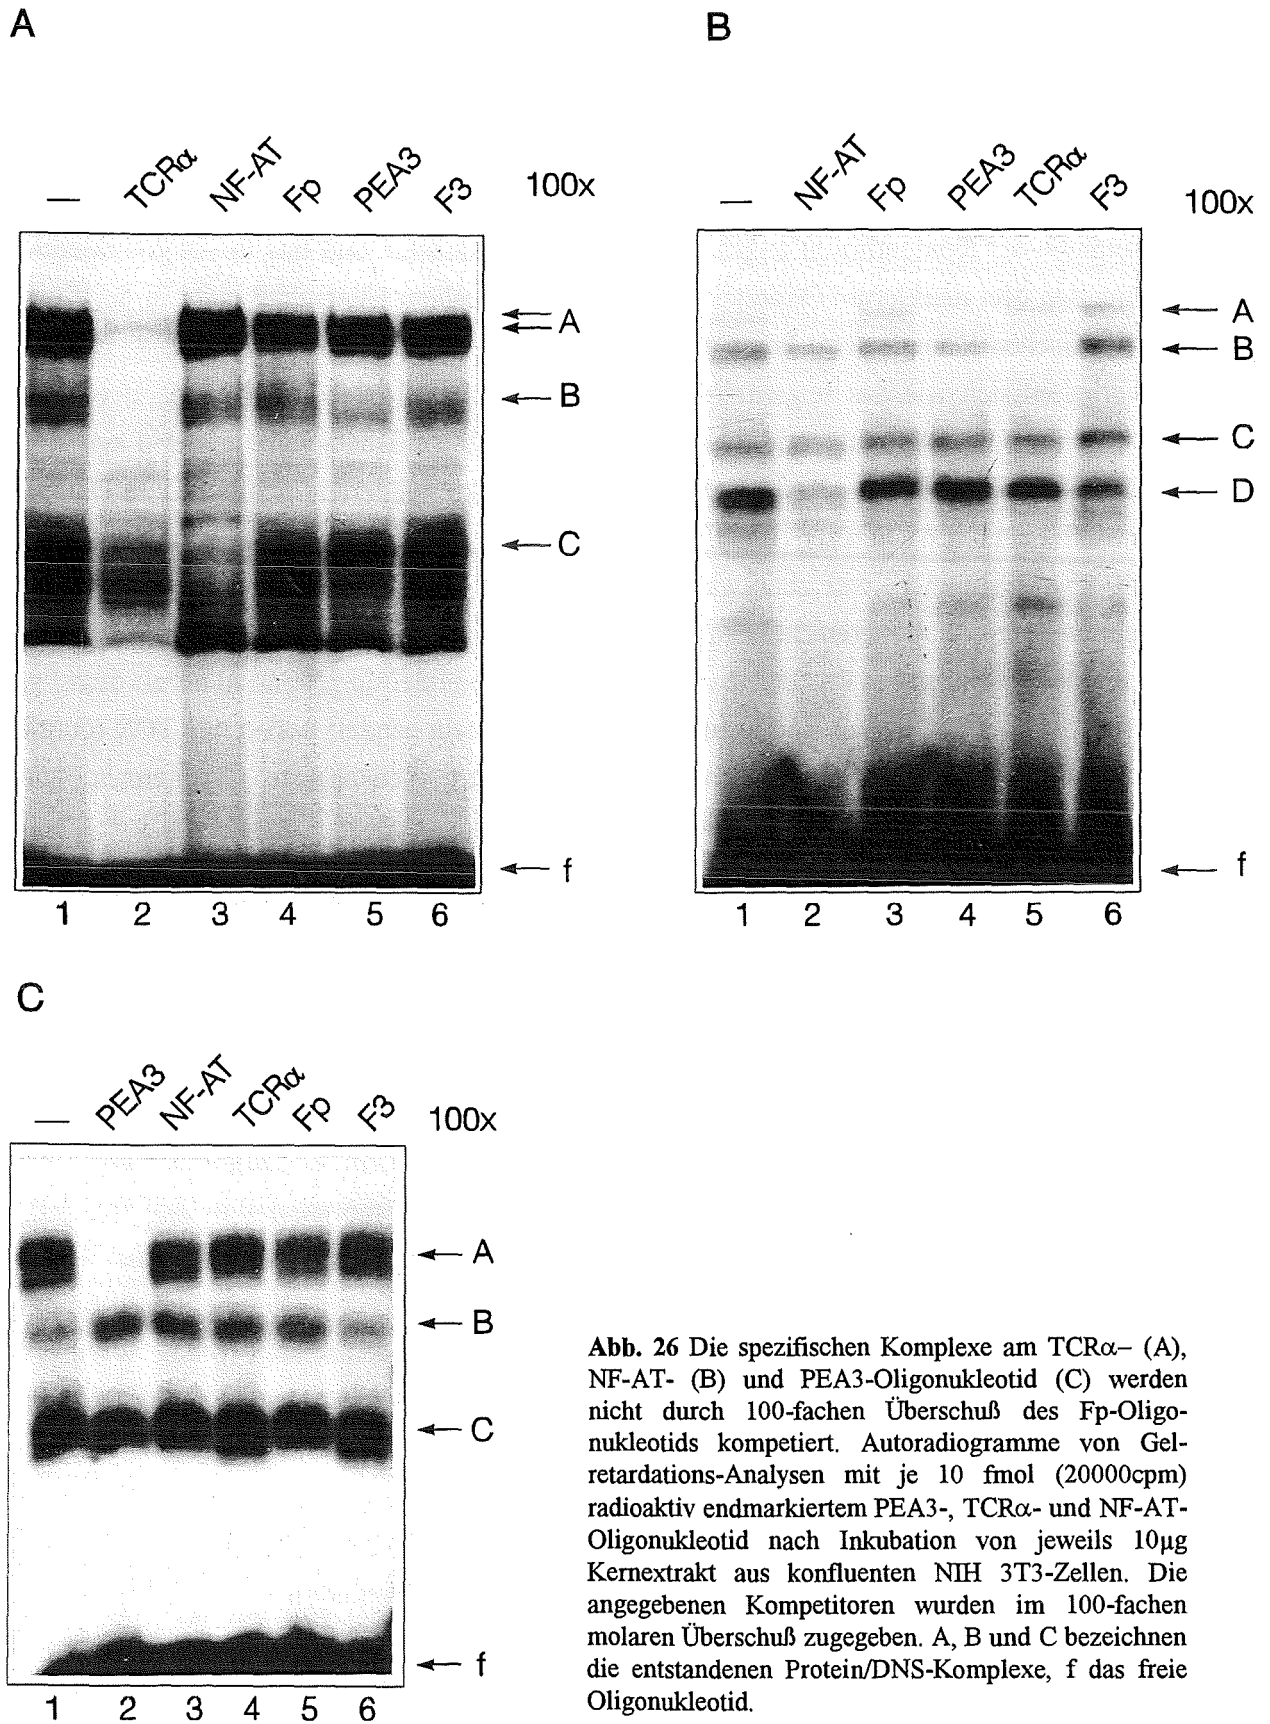 A
— TCRα NF-AT Fp PEA3 F3 100x
A
B
C
f
1 2 3 4 5 6
B
— NF-AT Fp PEA3 TCRα F3 100x
A
B
C
D
f
1 2 3 4 5 6
C
— PEA3 NF-AT TCRα Fp F3 100x
A
B
C
f
1 2 3 4 5 6
Abb. 26 Die spezifischen Komplexe am TCRα– (A),
NF-AT- (B) und PEA3-Oligonukleotid (C) werden
nicht durch 100-fachen Überschuß des Fp-Oligo-
nukleotids kompetiert. Autoradiogramme von Gel-
retardations-Analysen mit je 10 fmol (20000cpm)
radioaktiv endmarkiertem PEA3-, TCRα- und NF-AT-
Oligonukleotid nach Inkubation von jeweils 10µg
Kernextrakt aus konfluenten NIH 3T3-Zellen. Die
angegebenen Kompetitoren wurden im 100-fachen
molaren Überschuß zugegeben. A, B und C bezeichnen
die entstandenen Protein/DNS-Komplexe, f das freie
Oligonukleotid.